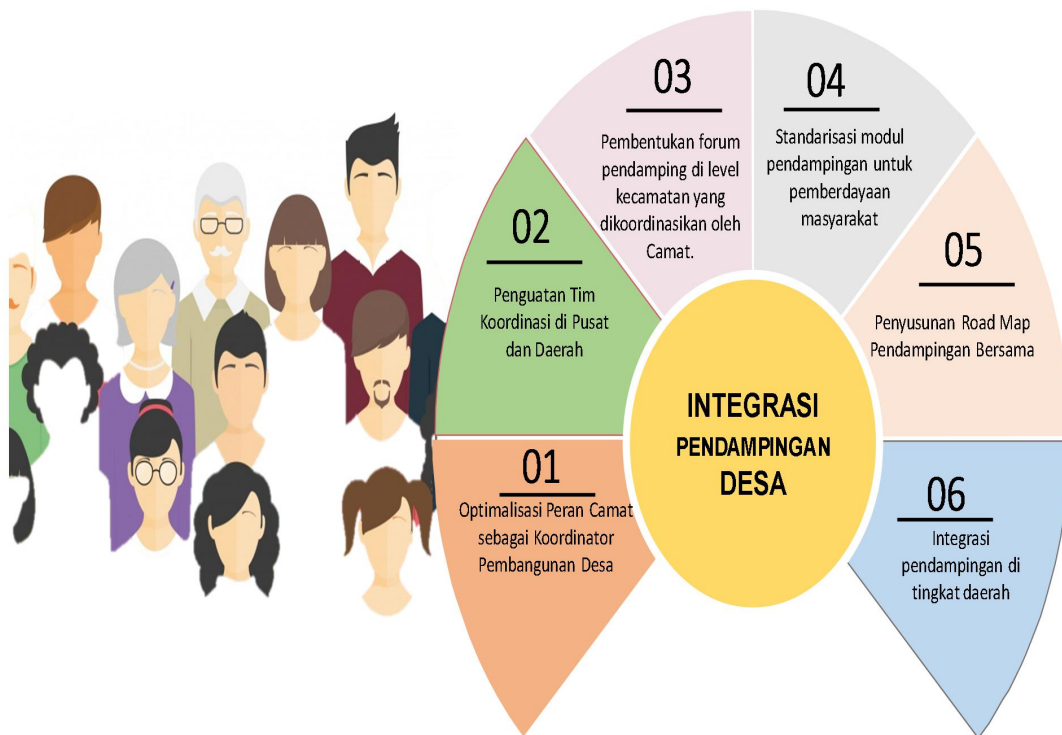 01
Optimalisasi Peran Camat
sebagai Koordinator
Pembangunan Desa
02
Penguatan Tim
Koordinasi di Pusat
dan Daerah
03
Pembentukan forum
pendamping di level
kecamatan yang
dikoordinasikan oleh
Camat.
04
Standarisasi modul
pendampingan untuk
pemberdayaan
masyarakat
05
Penyusunan Road Map
Pendampingan Bersama
06
Integrasi
pendampingan di
tingkat daerah
INTEGRASI
PENDAMPINGAN
DESA